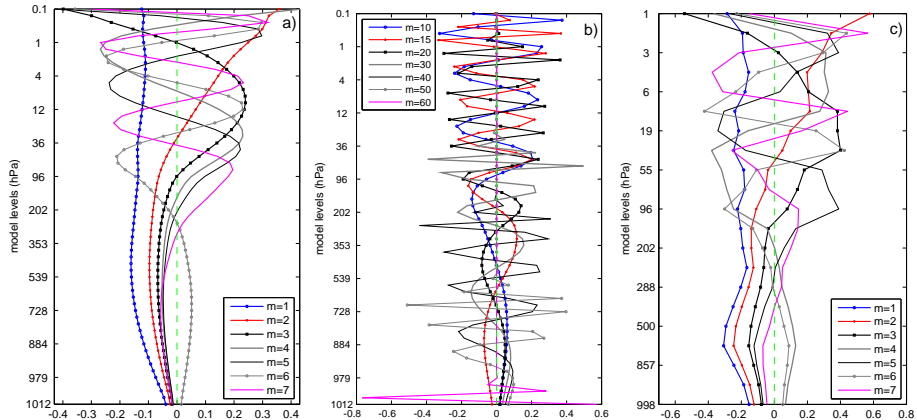 a)
model levels (hPa)
0.1
1
4
12
36
96
202
353
539
728
884
979
1012
-0.4 -0.3 -0.2 -0.1 0 0.1 0.2 0.3 0.4
m=1
m=2
m=3
m=4
m=5
m=6
m=7
b)
model levels (hPa)
0.1
1
4
12
36
96
202
353
539
728
884
979
1012
-0.8 -0.6 -0.4 -0.2 0 0.2 0.4 0.6
m=10
m=15
m=20
m=30
m=40
m=50
m=60
c)
model levels (hPa)
1
3
6
19
55
96
202
288
500
857
998
-0.6 -0.4 -0.2 0 0.2 0.4 0.6 0.8
m=1
m=2
m=3
m=4
m=5
m=6
m=7